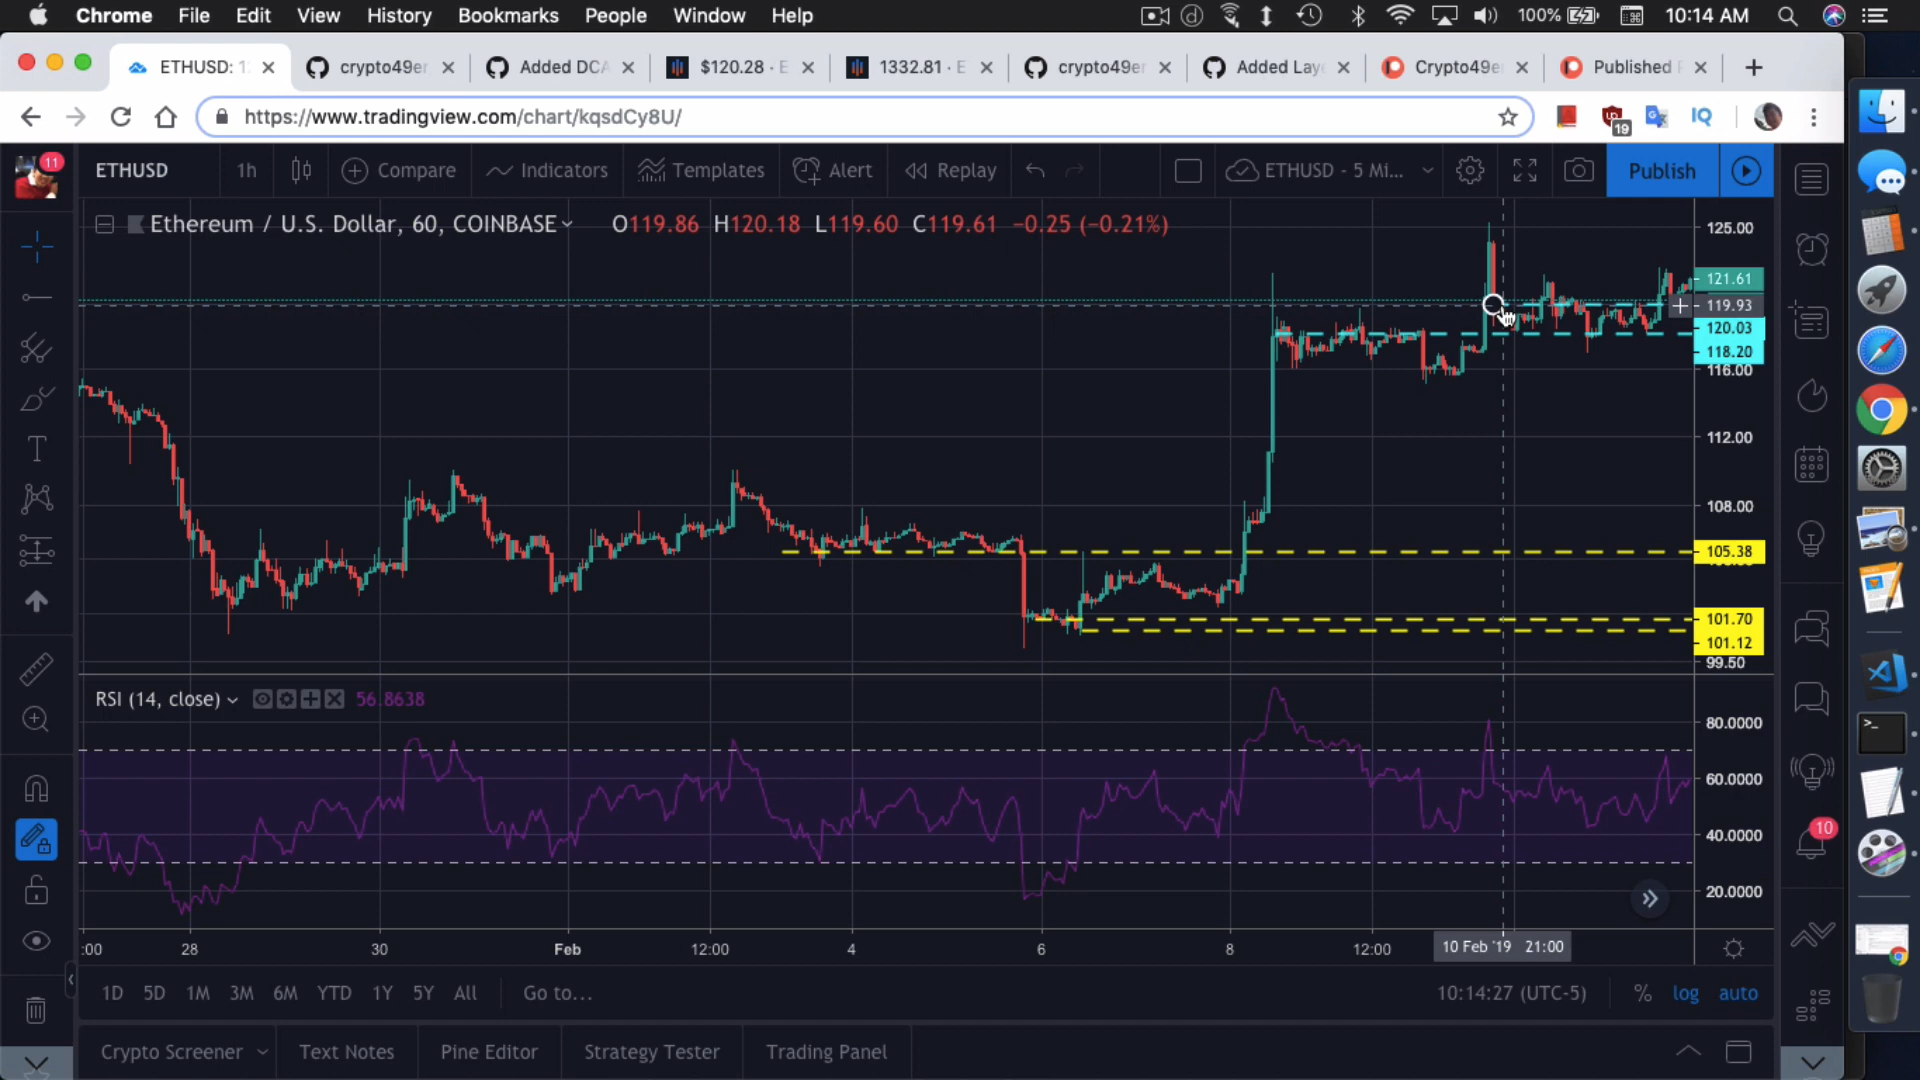 Chrome File Edit View History Bookmarks People Window Help 100% 10:14 AM
ETHUSD: 1 crypto49er Added DCA $120.28 · E 1332.81 · E crypto49er Added Lay Crypto49e Published
https://www.tradingview.com/chart/kqsdCy8U/ 19 IQ
11 ETHUSD 1h Compare Indicators Templates Alert Replay ETHUSD - 5 Mi... Publish
Ethereum / U.S. Dollar, 60, COINBASE O119.86 H120.18 L119.60 C119.61 −0.25 (−0.21%)
125.00
121.61
119.93
120.03
118.20
116.00
112.00
108.00
105.38
101.70
101.12
99.50
RSI (14, close) 56.8638
80.0000
60.0000
40.0000
20.0000
10
:00 28 30 Feb 12:00 4 6 8 12:00 10 Feb '19 21:00
1D 5D 1M 3M 6M YTD 1Y 5Y All Go to... 10:14:27 (UTC-5) % log auto
Crypto Screener Text Notes Pine Editor Strategy Tester Trading Panel